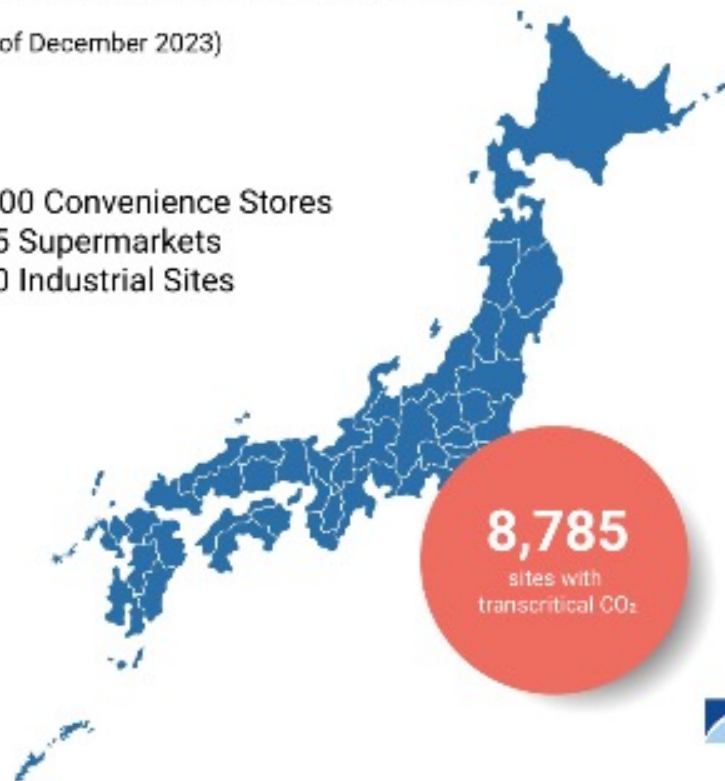 of December 2023)
00 Convenience Stores
5 Supermarkets
0 Industrial Sites
8,785
sites with
transcritical CO₂